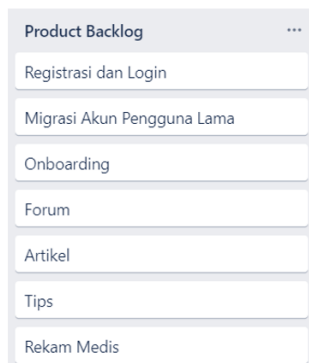 Product Backlog
Registrasi dan Login
Migrasi Akun Pengguna Lama
Onboarding
Forum
Artikel
Tips
Rekam Medis